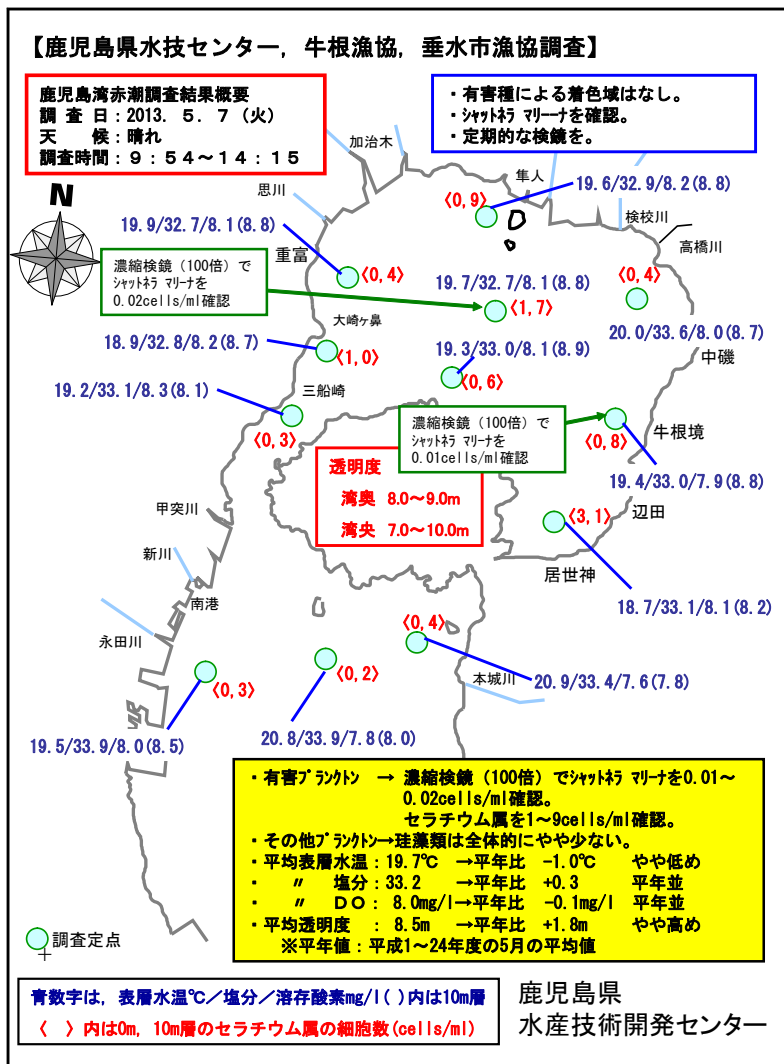 【鹿児島県水技センター，牛根漁協，垂水市漁協調査】
鹿児島湾赤潮調査結果概要
調 査 日：2013．５．７（火）
天　　候：晴れ
調査時間：９：54～14：15
・有害種による着色域はなし。
・ｼｬｯﾄﾈﾗ ﾏﾘｰｰﾅを確認。
・定期的な検鏡を。
加治木
隼人
思川
検校川
高橋川
重富
N
〈0,9〉
19.6/32.9/8.2(8.8)
19.9/32.7/8.1(8.8)
〈0,4〉
濃縮検鏡（100倍）で
ｼｬｯﾄﾈﾗ ﾏﾘｰﾅを
0.02cells/ml確認
19.7/32.7/8.1(8.8)
〈1,7〉
〈0,4〉
20.0/33.6/8.0(8.7)
大崎ヶ鼻
18.9/32.8/8.2(8.7)
〈1,0〉
19.3/33.0/8.1(8.9)
〈0,6〉
中磯
19.2/33.1/8.3(8.1)
三船崎
〈0,3〉
濃縮検鏡（100倍）で
ｼｬｯﾄﾈﾗ ﾏﾘｰﾅを
0.01cells/ml確認
〈0,8〉
牛根境
19.4/33.0/7.9(8.8)
透明度
湾奥 8.0～9.0m
湾央 7.0～10.0m
甲突川
〈3,1〉
辺田
新川
居世神
18.7/33.1/8.1(8.2)
南港
永田川
〈0,4〉
20.9/33.4/7.6(7.8)
〈0,3〉
〈0,2〉
本城川
19.5/33.9/8.0(8.5)
20.8/33.9/7.8(8.0)
・有害ﾌﾟﾗﾝｸﾄﾝ → 濃縮検鏡（100倍）でｼｬｯﾄﾈﾗ ﾏﾘｰﾅを0.01～
0.02cells/ml確認。
セラチウム属を1～9cells/ml確認。
・その他ﾌﾟﾗﾝｸﾄﾝ→珪藻類は全体的にやや少ない。
・平均表層水温：19.7℃ →平年比 -1.0℃ やや低め
・ 〃 塩分：33.2 →平年比 +0.3 平年並
・ 〃 ＤＯ： 8.0mg/l→平年比 -0.1mg/l 平年並
・平均透明度 ： 8.5m →平年比 +1.8m やや高め
※平年値：平成1～24年度の5月の平均値
調査定点
青数字は，表層水温℃／塩分／溶存酸素mg/l( )内は10m層
〈 〉内は0m，10m層のセラチウム属の細胞数(cells/ml)
鹿児島県
水産技術開発センター